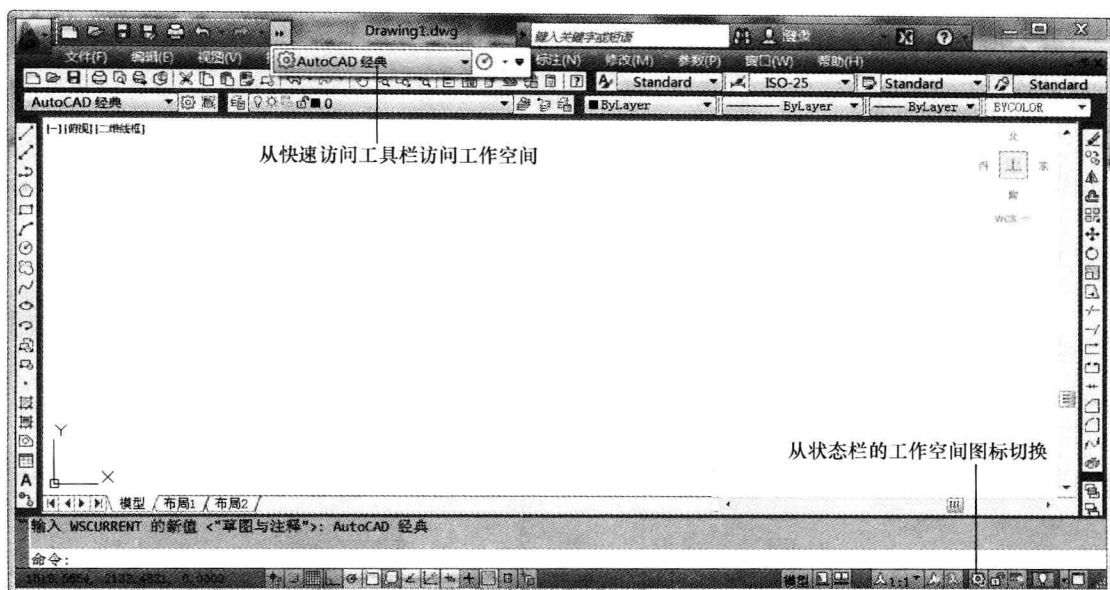 Drawing1.dwg
键入关键字或短语
登录
文件(F) 编辑(E) 视图(V)
AutoCAD 经典
标注(N) 修改(M) 参数(P) 窗口(W) 帮助(H)
Standard ISO-25 Standard Standard
AutoCAD 经典
0
ByLayer ByLayer ByLayer BYCOLOR
[-][俯视][二维线框]
从快速访问工具栏访问工作空间
北
西 上 东
南
WCS
Y
X
从状态栏的工作空间图标切换
A
模型 布局1 布局2
输入 WSCURRENT 的新值 <"草图与注释">: AutoCAD 经典
命令:
模型
1:1